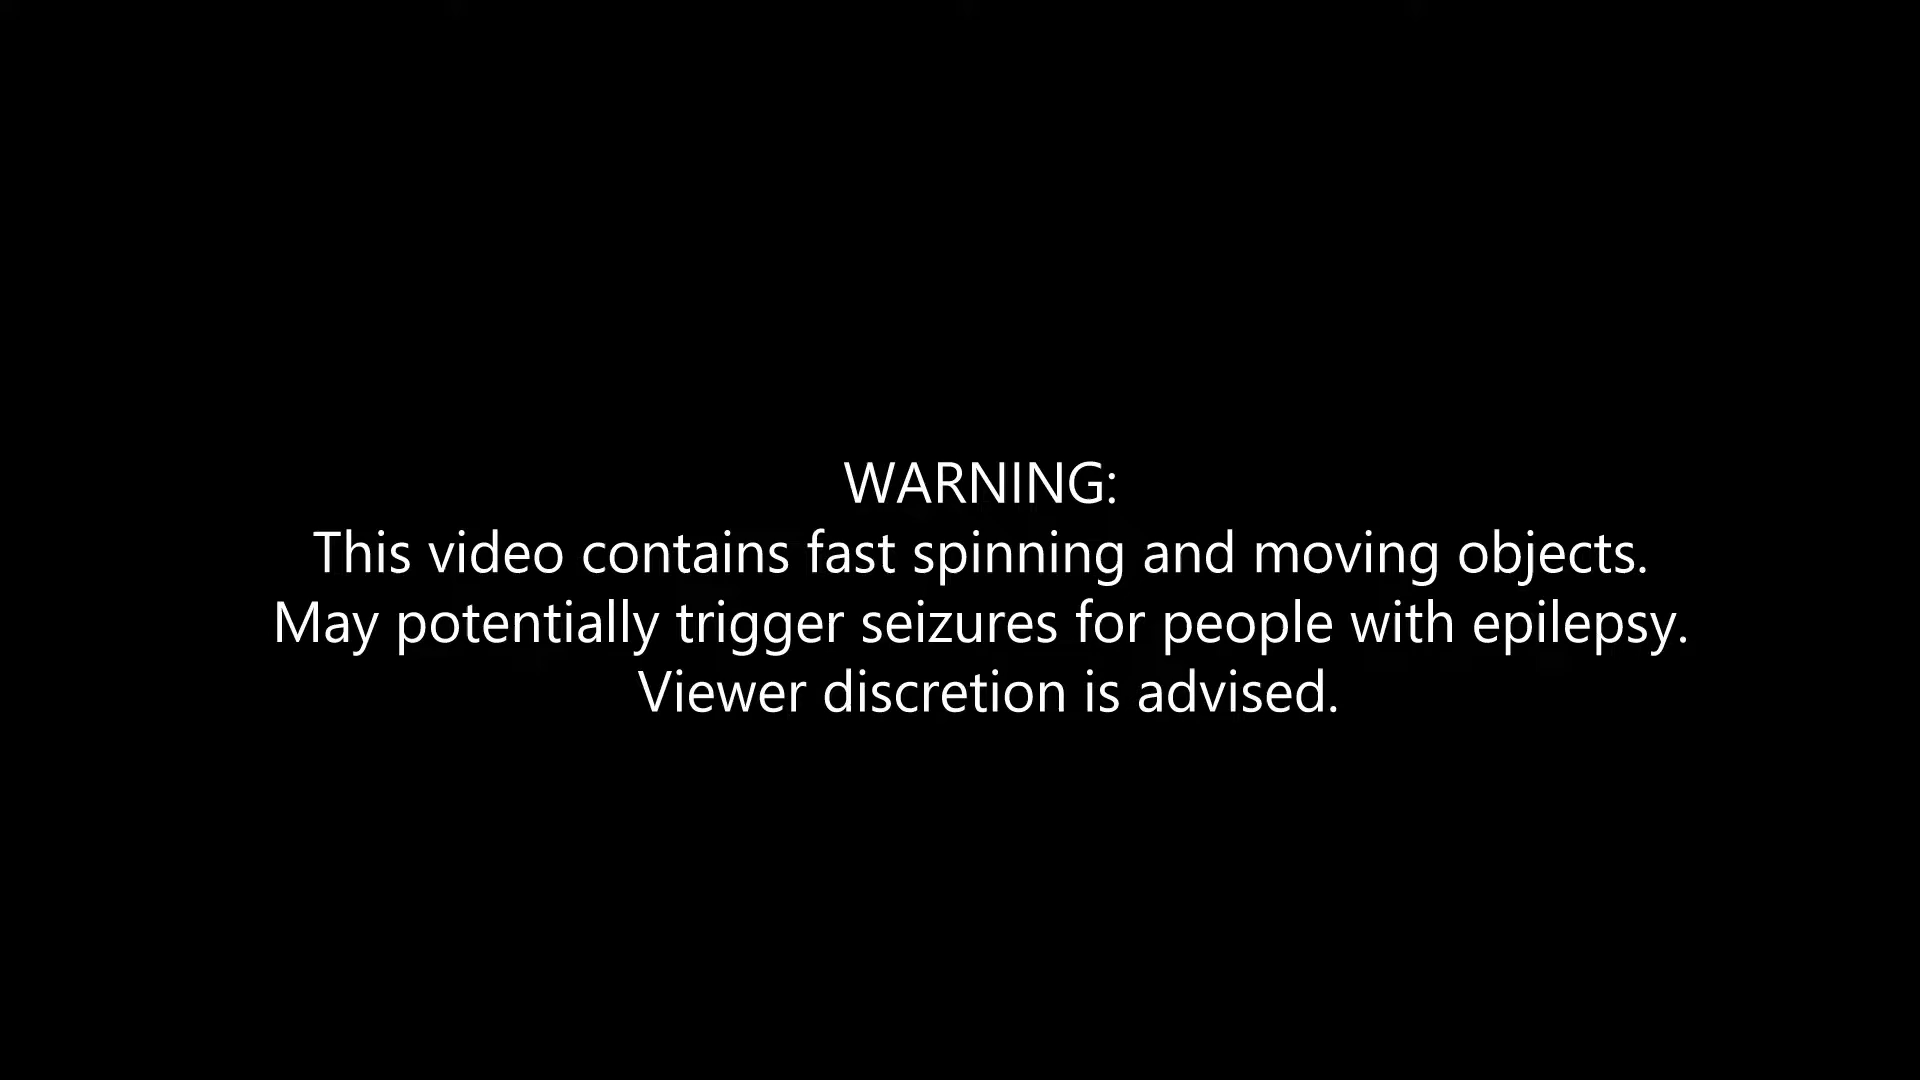 WARNING:
This video contains fast spinning and moving objects.
May potentially trigger seizures for people with epilepsy.
Viewer discretion is advised.